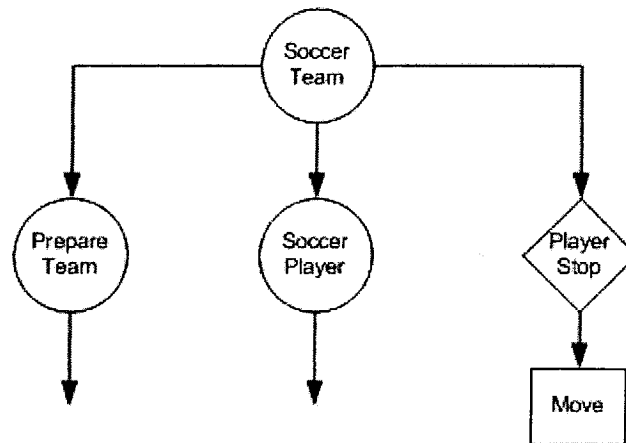 Soccer
Team
Prepare
Team
Soccer
Player
Player
Stop
Move